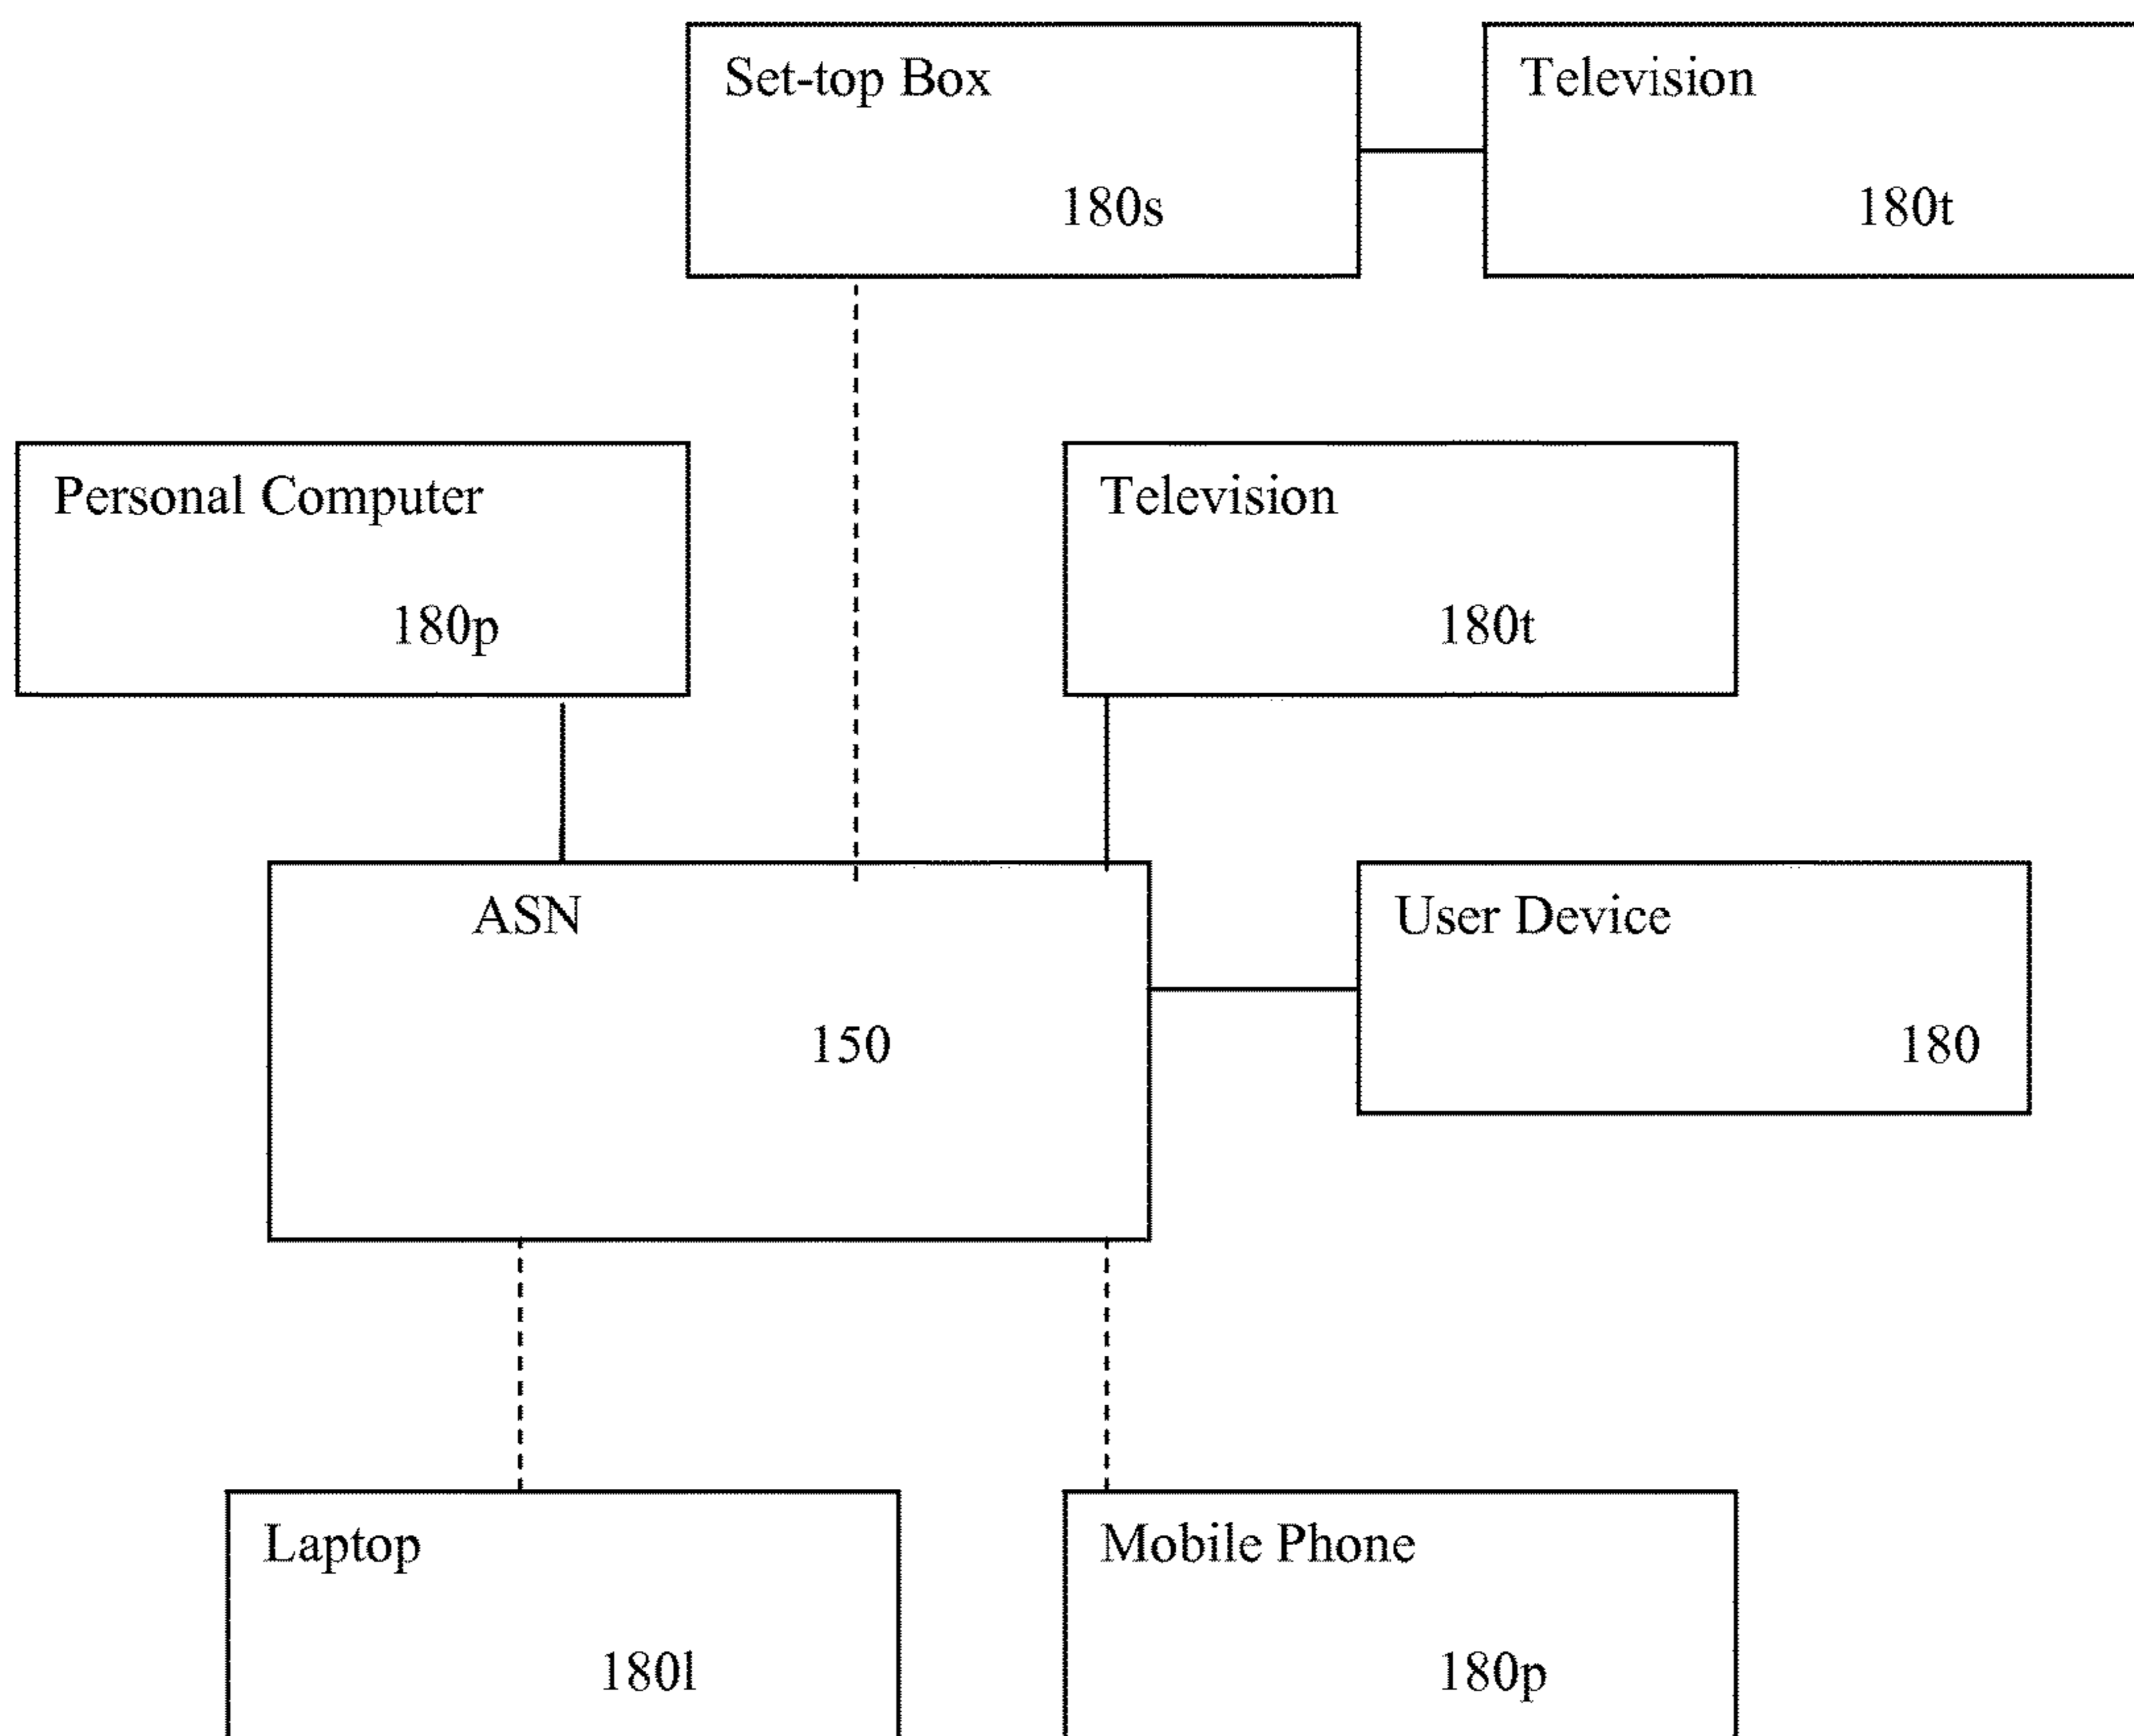 Set-top Box
180s
Television
180t
Personal Computer
180p
Television
180t
ASN
150
User Device
180
Laptop
180l
Mobile Phone
180p